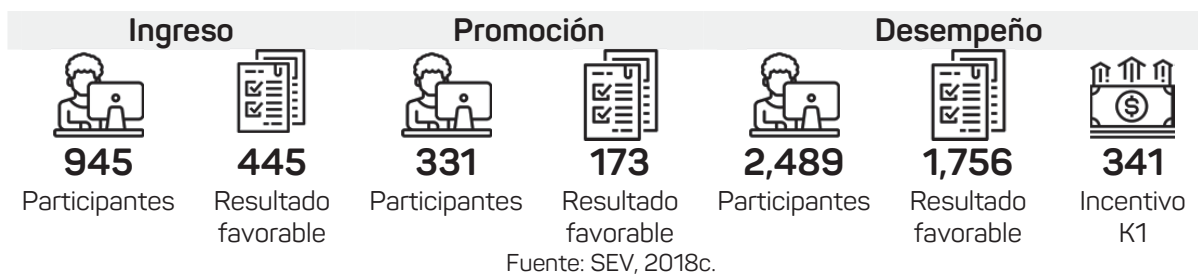 Ingreso Promoción Desempeño
945 445 331 173 2,489 1,756 341
Participantes Resultado Participantes Resultado Participantes Resultado Incentivo
favorable favorable favorable K1
Fuente: SEV, 2018c.